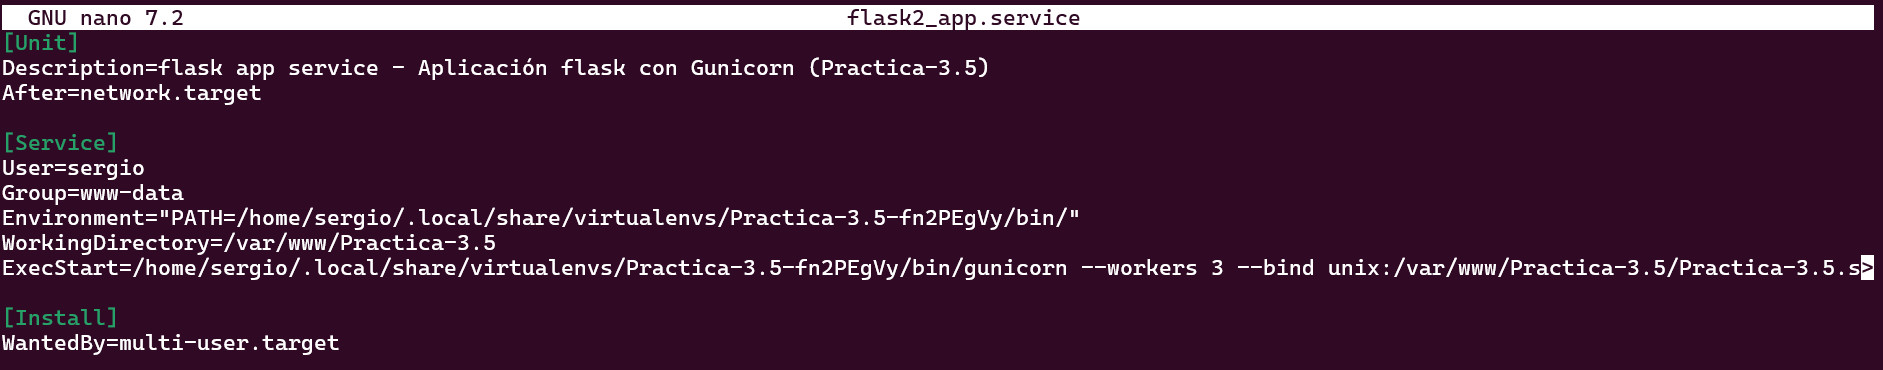 GNU nano 7.2 flask2_app.service
[Unit]
Description=flask app service - Aplicación flask con Gunicorn (Practica-3.5)
After=network.target
[Service]
User=sergio
Group=www-data
Environment="PATH=/home/sergio/.local/share/virtualenvs/Practica-3.5-fn2PEgVy/bin/"
WorkingDirectory=/var/www/Practica-3.5
ExecStart=/home/sergio/.local/share/virtualenvs/Practica-3.5-fn2PEgVy/bin/gunicorn --workers 3 --bind unix:/var/www/Practica-3.5/Practica-3.5.s>
[Install]
WantedBy=multi-user.target